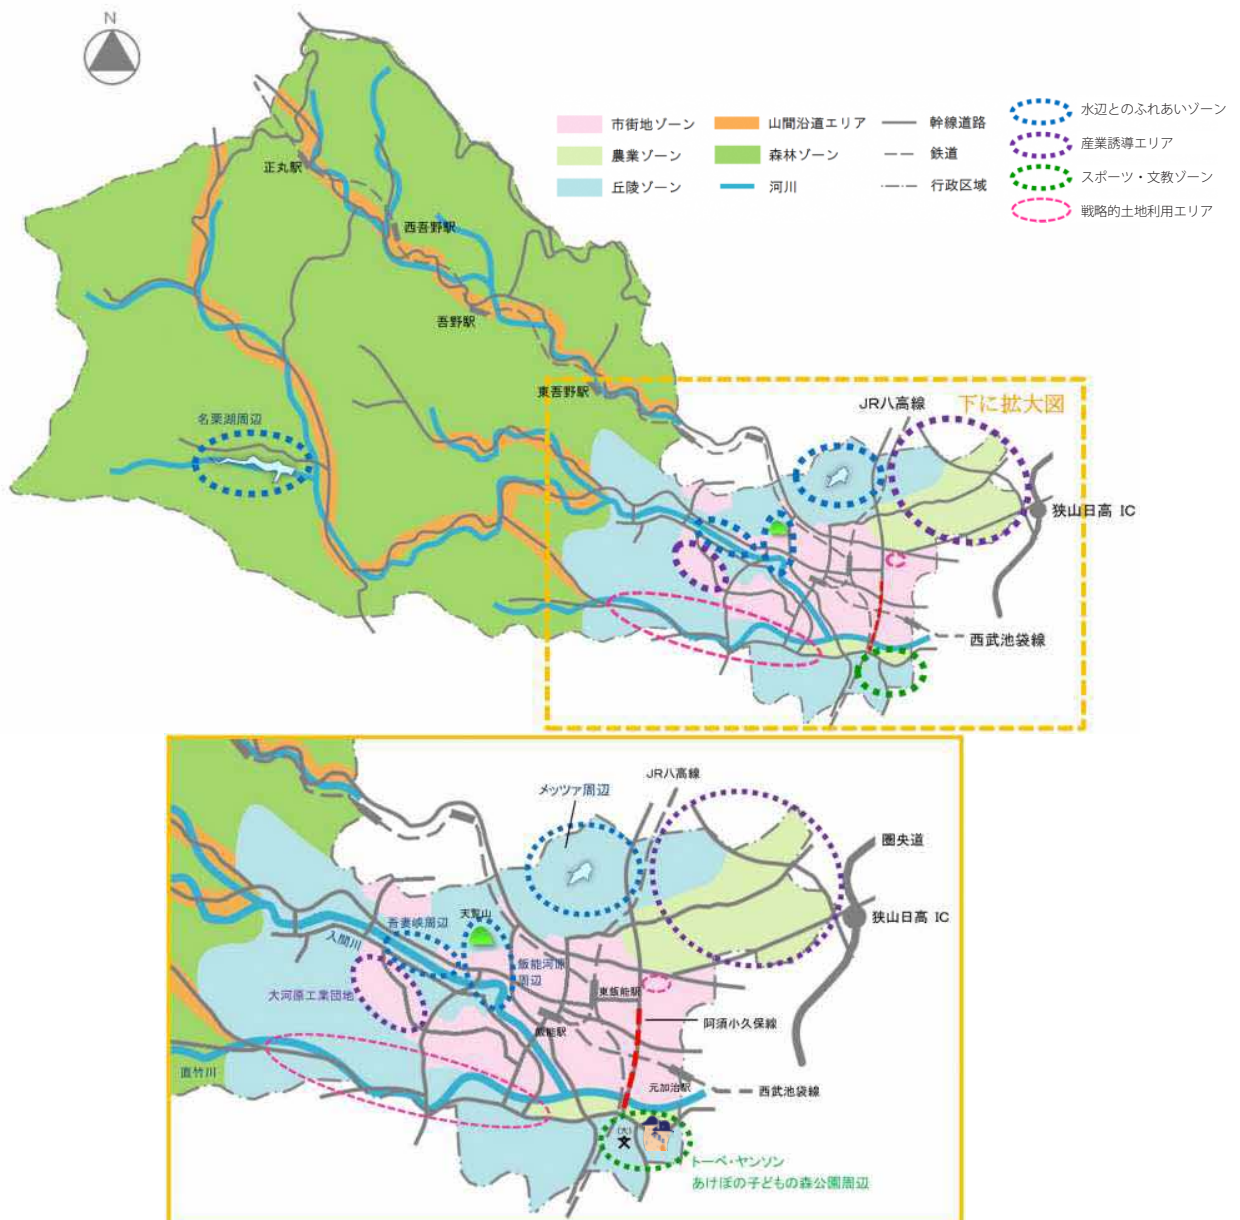 N
市街地ゾーン
農業ゾーン
丘陵ゾーン
山間沿道エリア
森林ゾーン
河川
幹線道路
鉄道
行政区域
水辺とのふれあいゾーン
産業誘導エリア
スポーツ・文教ゾーン
戦略的土地利用エリア
正丸駅
西吾野駅
吾野駅
東吾野駅
名栗湖周辺
JR八高線
下に拡大図
狭山日高 IC
西武池袋線
JR八高線
メッツァ周辺
圏央道
狭山日高 IC
天覧山
吾妻峡周辺
入間川
飯能河原
周辺
大河原工業団地
東飯能駅
飯能駅
阿須小久保線
直竹川
元加治駅
西武池袋線
(大)
文
トーベ・ヤンソン
あけぼの子どもの森公園周辺